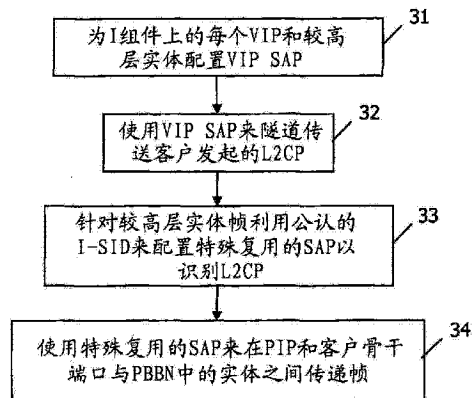 31
为I组件上的每个VIP和较高
层实体配置VIP SAP
32
使用VIP SAP来隧道传
送客户发起的L2CP
33
针对较高层实体帧利用公认的
I-SID来配置特殊复用的SAP以
识别L2CP
34
使用特殊复用的SAP来在PIP和客户骨干
端口与PBBN中的实体之间传递帧